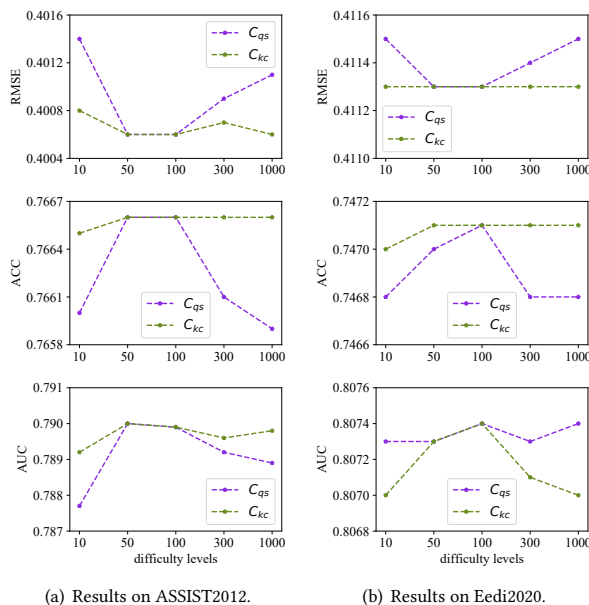 0.4016
0.4012
0.4008
0.4004
RMSE
C_qs
C_kc
10 50 100 300 1000
0.4116
0.4114
0.4112
0.4110
RMSE
C_qs
C_kc
10 50 100 300 1000
0.7667
0.7664
0.7661
0.7658
ACC
C_qs
C_kc
10 50 100 300 1000
0.7472
0.7470
0.7468
0.7466
ACC
C_qs
C_kc
10 50 100 300 1000
0.791
0.790
0.789
0.788
0.787
AUC
C_qs
C_kc
10 50 100 300 1000
difficulty levels
0.8076
0.8074
0.8072
0.8070
0.8068
AUC
C_qs
C_kc
10 50 100 300 1000
difficulty levels
(a) Results on ASSIST2012.
(b) Results on Eedi2020.